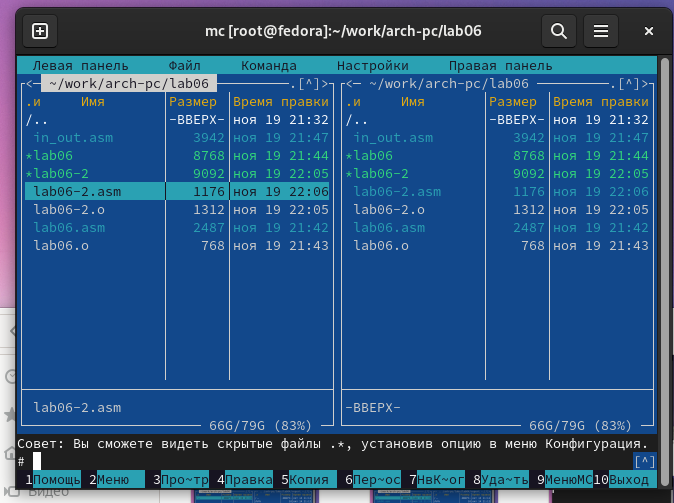 mc [root@fedora]:~/work/arch-pc/lab06
Левая панель Файл Команда Настройки Правая панель
<— ~/work/arch-pc/lab06 .[^]> <— ~/work/arch-pc/lab06 .[^]>
.и Имя Размер Время правки .и Имя Размер Время правки
/.. -ВВЕРХ- ноя 19 21:32 /.. -ВВЕРХ- ноя 19 21:32
in_out.asm 3942 ноя 19 21:47 in_out.asm 3942 ноя 19 21:47
*lab06 8768 ноя 19 21:44 *lab06 8768 ноя 19 21:44
*lab06-2 9092 ноя 19 22:05 *lab06-2 9092 ноя 19 22:05
lab06-2.asm 1176 ноя 19 22:06 lab06-2.asm 1176 ноя 19 22:06
lab06-2.o 1312 ноя 19 22:05 lab06-2.o 1312 ноя 19 22:05
lab06.asm 2487 ноя 19 21:42 lab06.asm 2487 ноя 19 21:42
lab06.o 768 ноя 19 21:43 lab06.o 768 ноя 19 21:43
lab06-2.asm -ВВЕРХ-
66G/79G (83%) 66G/79G (83%)
Совет: Вы сможете видеть скрытые файлы .*, установив опцию в меню Конфигурация.
# [^]
1Помощь 2Меню 3Про~тр 4Правка 5Копия 6Пер~ос 7НвК~ог 8Уда~ть 9МенюMC 10Выход
Видео